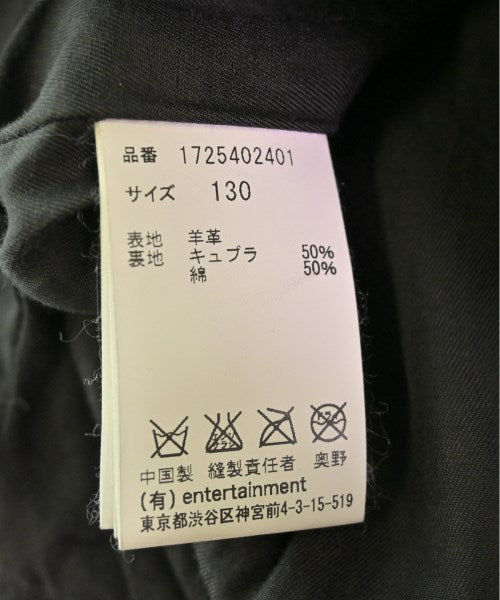 品番 1725402401
サイズ 130
表地 羊革
裏地 キュプラ 50%
綿 50%
中国製 縫製責任者 奥野
(有) entertainment
東京都渋谷区神宮前4-3-15-519